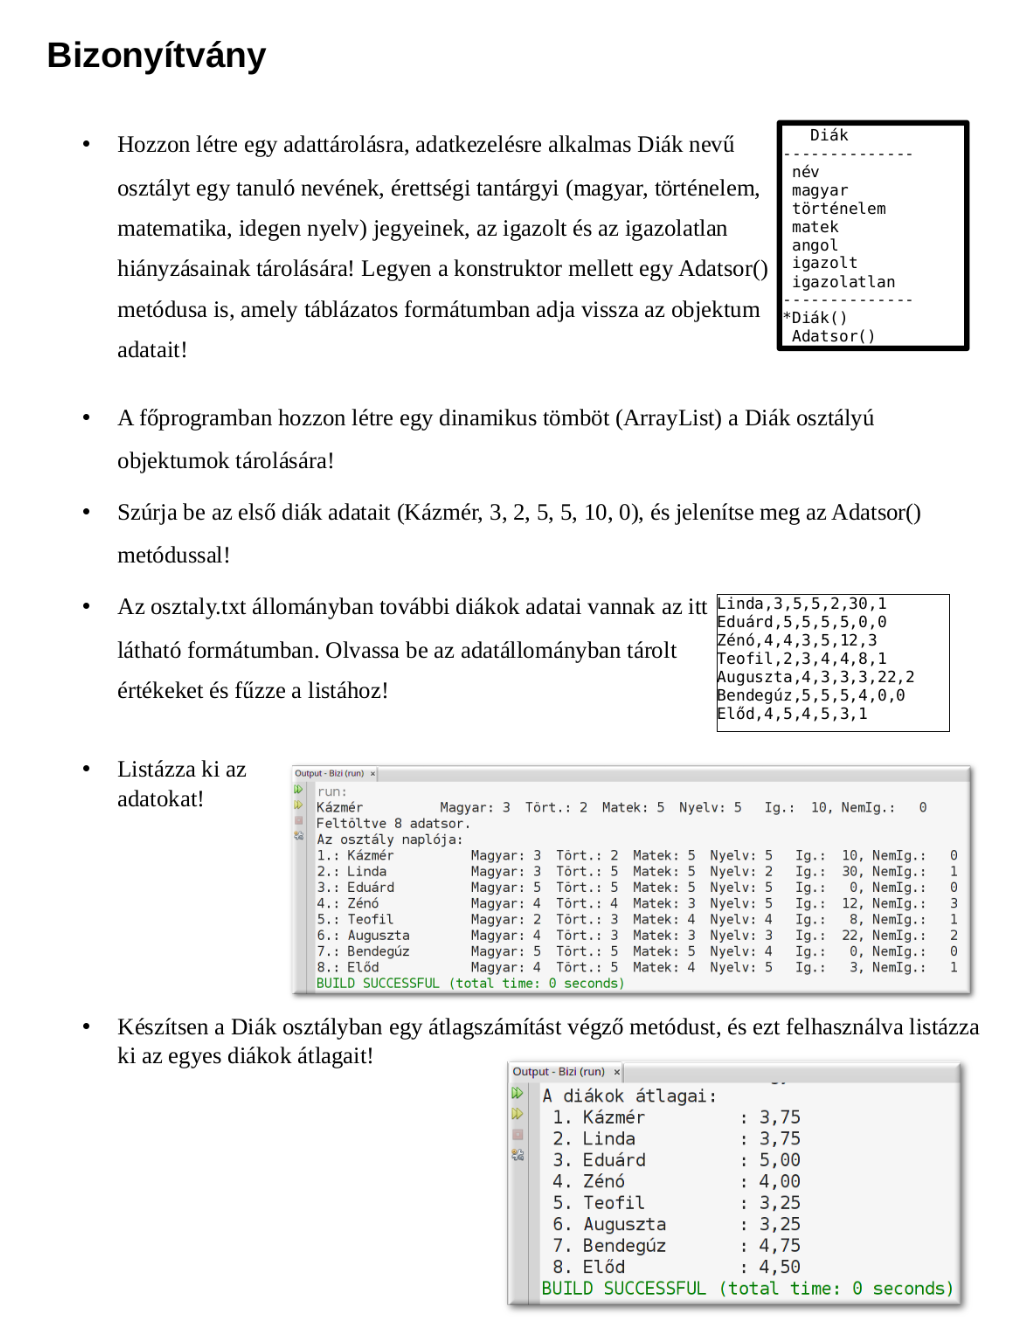 Bizonyítvány
• Hozzon létre egy adattárolásra, adatkezelésre alkalmas Diák nevű
osztályt egy tanuló nevének, érettségi tantárgyi (magyar, történelem,
matematika, idegen nyelv) jegyeinek, az igazolt és az igazolatlan
hiányzásainak tárolására! Legyen a konstruktor mellett egy Adatsor()
metódusa is, amely táblázatos formátumban adja vissza az objektum
adatait!
Diák
--------------
név
magyar
történelem
matek
angol
igazolt
igazolatlan
--------------
*Diák()
Adatsor()
• A főprogramban hozzon létre egy dinamikus tömböt (ArrayList) a Diák osztályú
objektumok tárolására!
• Szúrja be az első diák adatait (Kázmér, 3, 2, 5, 5, 10, 0), és jelenítse meg az Adatsor()
metódussal!
• Az osztaly.txt állományban további diákok adatai vannak az itt
látható formátumban. Olvassa be az adatállományban tárolt
értékeket és fűzze a listához!
Linda,3,5,5,2,30,1
Eduárd,5,5,5,5,0,0
Zénó,4,4,3,5,12,3
Teofil,2,3,4,4,8,1
Auguszta,4,3,3,3,22,2
Bendegúz,5,5,5,4,0,0
Előd,4,5,4,5,3,1
• Listázza ki az
adatokat!
Output - Bizi (run) ×
run:
Kázmér Magyar: 3 Tört.: 2 Matek: 5 Nyelv: 5 Ig.: 10, NemIg.: 0
Feltöltve 8 adatsor.
Az osztály naplója:
1.: Kázmér Magyar: 3 Tört.: 2 Matek: 5 Nyelv: 5 Ig.: 10, NemIg.: 0
2.: Linda Magyar: 3 Tört.: 5 Matek: 5 Nyelv: 2 Ig.: 30, NemIg.: 1
3.: Eduárd Magyar: 5 Tört.: 5 Matek: 5 Nyelv: 5 Ig.: 0, NemIg.: 0
4.: Zénó Magyar: 4 Tört.: 4 Matek: 3 Nyelv: 5 Ig.: 12, NemIg.: 3
5.: Teofil Magyar: 2 Tört.: 3 Matek: 4 Nyelv: 4 Ig.: 8, NemIg.: 1
6.: Auguszta Magyar: 4 Tört.: 3 Matek: 3 Nyelv: 3 Ig.: 22, NemIg.: 2
7.: Bendegúz Magyar: 5 Tört.: 5 Matek: 5 Nyelv: 4 Ig.: 0, NemIg.: 0
8.: Előd Magyar: 4 Tört.: 5 Matek: 4 Nyelv: 5 Ig.: 3, NemIg.: 1
BUILD SUCCESSFUL (total time: 0 seconds)
• Készítsen a Diák osztályban egy átlagszámítást végző metódust, és ezt felhasználva listázza
ki az egyes diákok átlagait!
Output - Bizi (run) ×
A diákok átlagai:
1. Kázmér : 3,75
2. Linda : 3,75
3. Eduárd : 5,00
4. Zénó : 4,00
5. Teofil : 3,25
6. Auguszta : 3,25
7. Bendegúz : 4,75
8. Előd : 4,50
BUILD SUCCESSFUL (total time: 0 seconds)